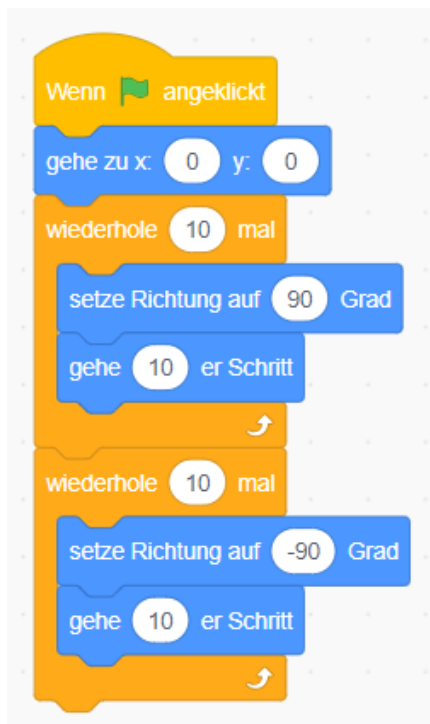 Wenn angeklickt
gehe zu x: 0 y: 0
wiederhole 10 mal
setze Richtung auf 90 Grad
gehe 10 er Schritt
wiederhole 10 mal
setze Richtung auf -90 Grad
gehe 10 er Schritt